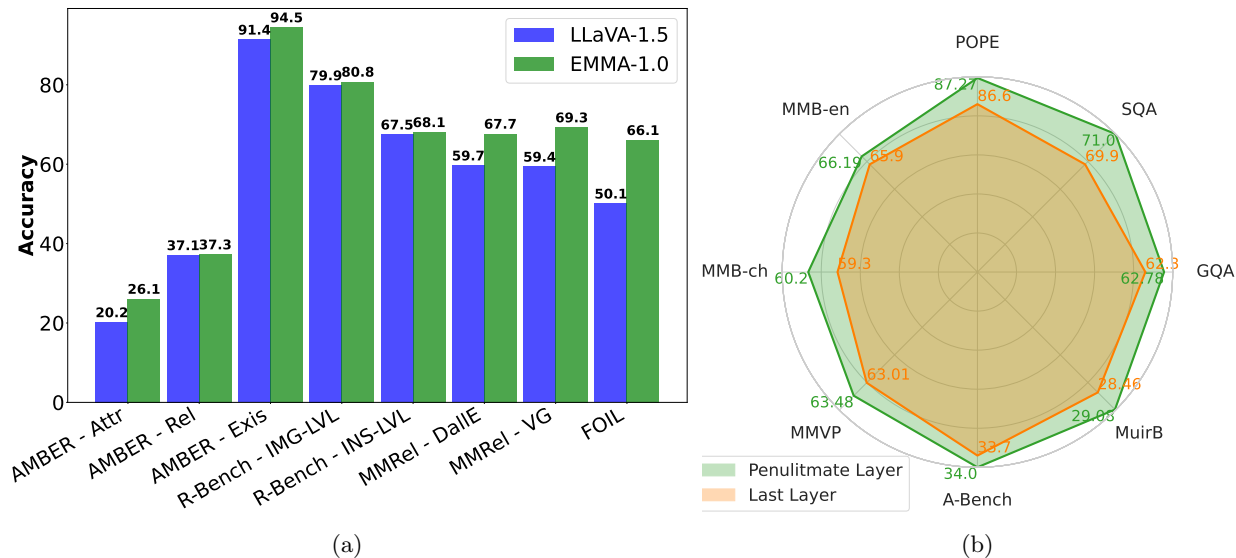 LLaVA-1.5
EMMA-1.0
Accuracy
80
60
40
20
0
20.2
26.1
37.1
37.3
91.4
94.5
79.9
80.8
67.5
68.1
59.7
67.7
59.4
69.3
50.1
66.1
AMBER - Attr
AMBER - Rel
AMBER - Exis
R-Bench - IMG-LVL
R-Bench - INS-LVL
MMRel - DallE
MMRel - VG
FOIL
(a)
POPE
87.27
86.6
MMB-en
SQA
66.19
65.9
71.0
69.9
MMB-ch
60.2
59.3
62.3
62.78
GQA
63.01
63.48
28.46
29.08
MMVP
MuirB
33.7
34.0
A-Bench
Penulitmate Layer
Last Layer
(b)